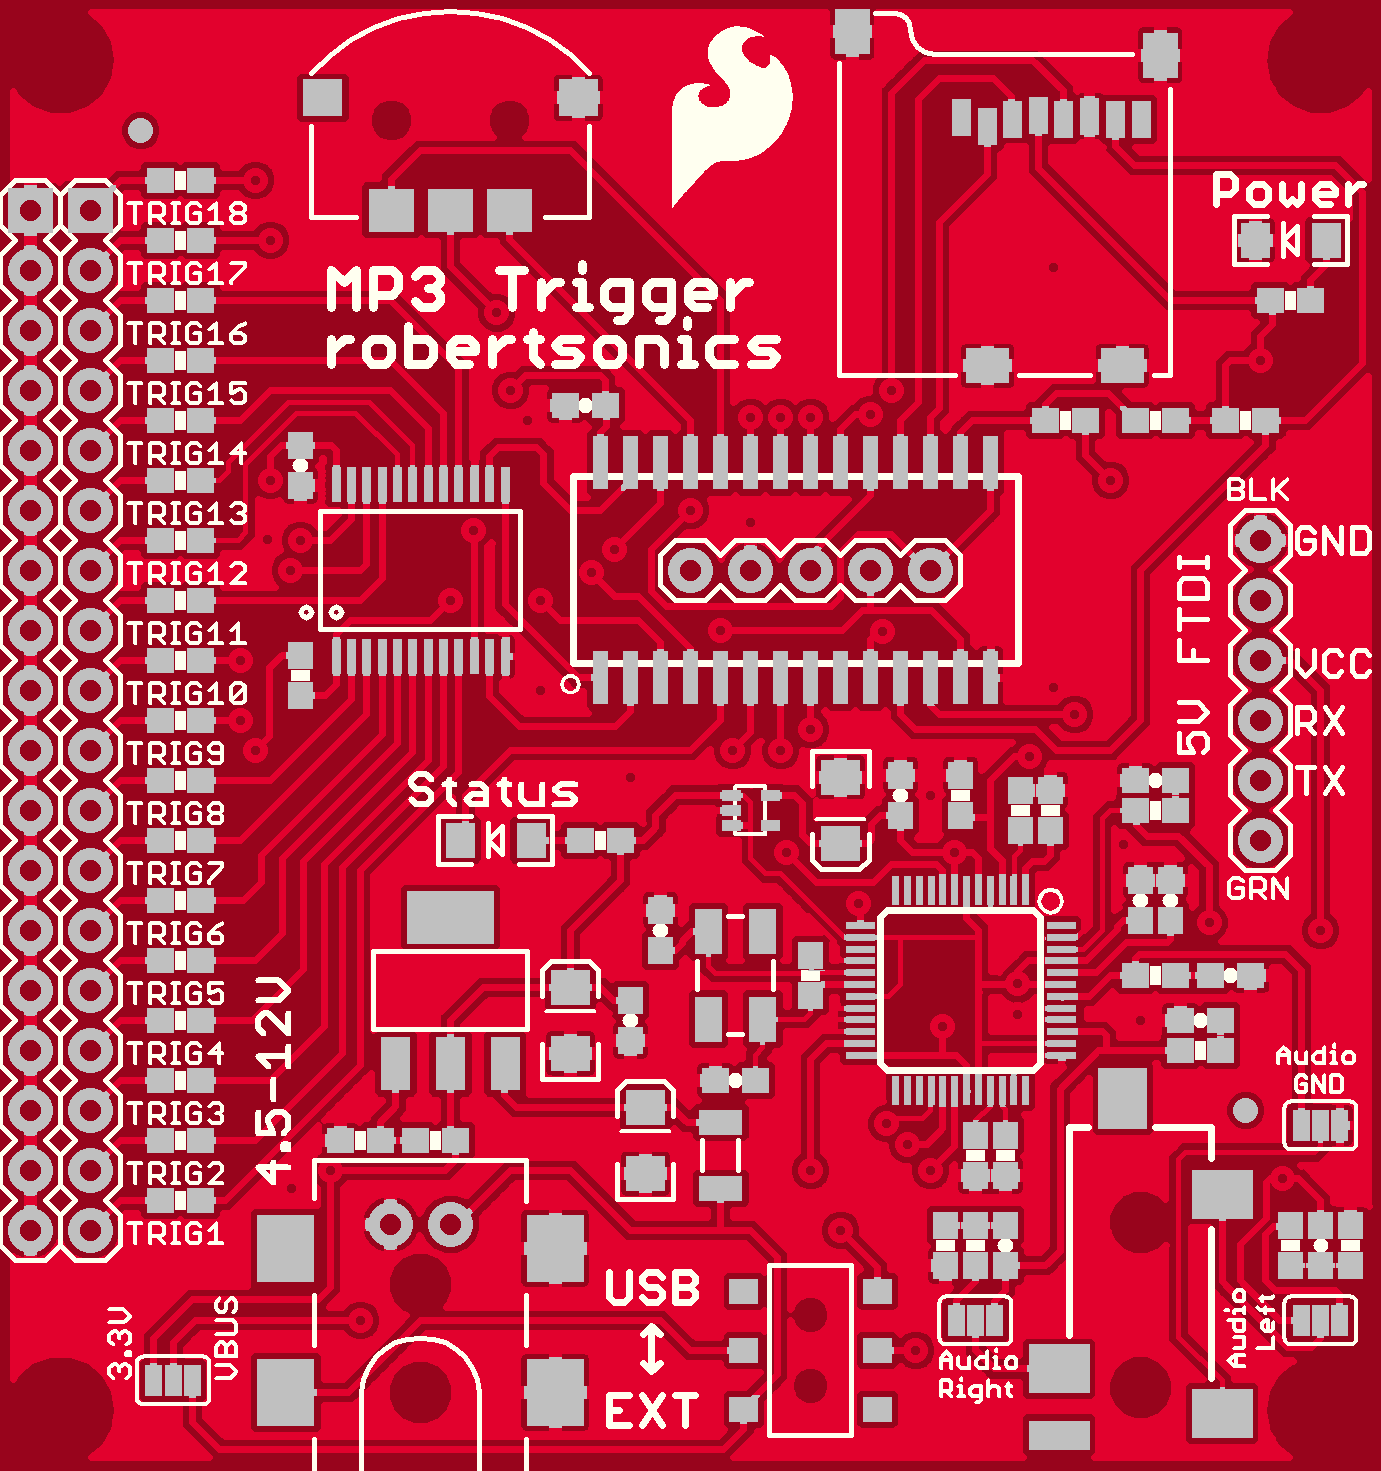 Power
TRIG18
TRIG17
MP3 Trigger
TRIG16
robertsonics
TRIG15
TRIG14
BLK
TRIG13
GND
TRIG12
5V FTDI
TRIG11
VCC
TRIG10
RX
TRIG9
TX
Status
TRIG8
TRIG7
GRN
TRIG6
TRIG5
4.5-12V
TRIG4
Audio
GND
TRIG3
TRIG2
TRIG1
USB
3.3V
VBUS
Audio
Left
Audio
Right
EXT